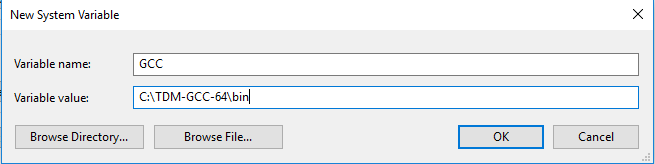 New System Variable
Variable name: GCC
Variable value: C:\TDM-GCC-64\bin
Browse Directory... Browse File... OK Cancel